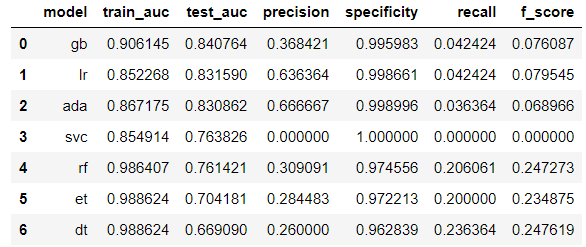 model train_auc test_auc precision specificity recall f_score
0 gb 0.906145 0.840764 0.368421 0.995983 0.042424 0.076087
1 lr 0.852268 0.831590 0.636364 0.998661 0.042424 0.079545
2 ada 0.867175 0.830862 0.666667 0.998996 0.036364 0.068966
3 svc 0.854914 0.763826 0.000000 1.000000 0.000000 0.000000
4 rf 0.986407 0.761421 0.309091 0.974556 0.206061 0.247273
5 et 0.988624 0.704181 0.284483 0.972213 0.200000 0.234875
6 dt 0.988624 0.669090 0.260000 0.962839 0.236364 0.247619